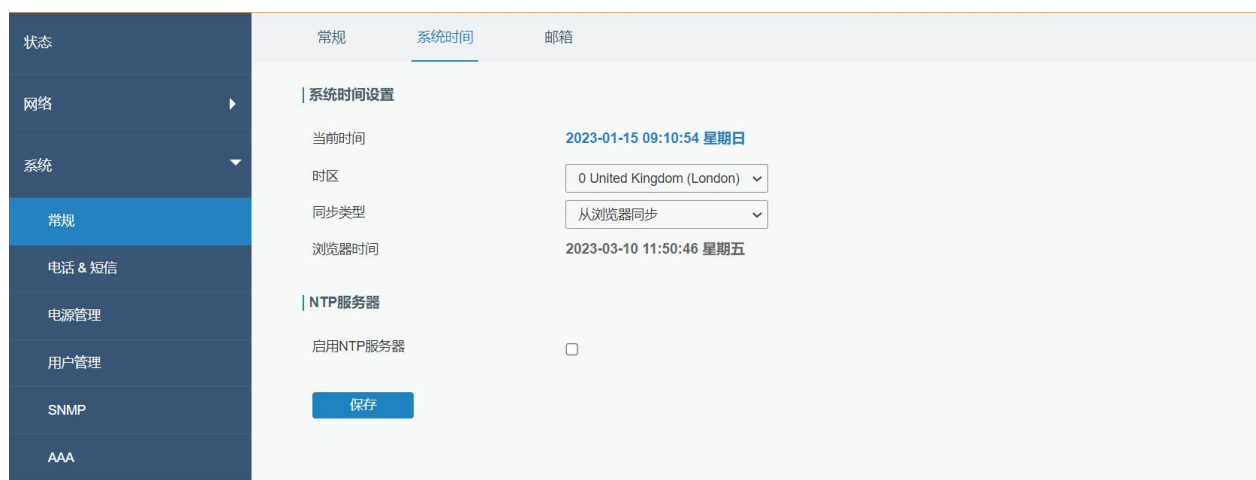 状态
网络
系统
常规
电话 & 短信
电源管理
用户管理
SNMP
AAA
常规 系统时间 邮箱
系统时间设置
当前时间 2023-01-15 09:10:54 星期日
时区 0 United Kingdom (London)
同步类型 从浏览器同步
浏览器时间 2023-03-10 11:50:46 星期五
NTP服务器
启用NTP服务器
保存